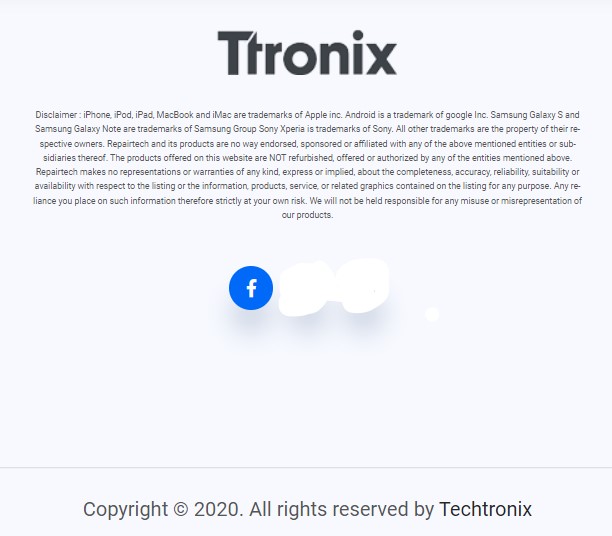 Ttronix
Disclaimer : iPhone, iPod, iPad, MacBook and iMac are trademarks of Apple inc. Android is a trademark of google Inc. Samsung Galaxy S and
Samsung Galaxy Note are trademarks of Samsung Group Sony Xperia is trademarks of Sony. All other trademarks are the property of their re-
spective owners. Repairtech and its products are no way endorsed, sponsored or affiliated with any of the above mentioned entities or sub-
sidiaries thereof. The products offered on this website are NOT refurbished, offered or authorized by any of the entities mentioned above.
Repairtech makes no representations or warranties of any kind, express or implied, about the completeness, accuracy, reliability, suitability or
availability with respect to the listing or the information, products, service, or related graphics contained on the listing for any purpose. Any re-
liance you place on such information therefore strictly at your own risk. We will not be held responsible for any misuse or misrepresentation of
our products.
f
Copyright © 2020. All rights reserved by Techtronix